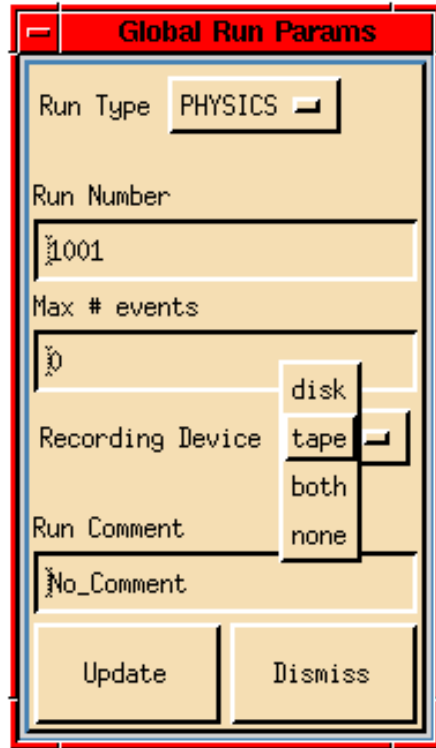 Global Run Params
Run Type PHYSICS
Run Number
1001
Max # events
0
disk
Recording Device tape
both
none
Run Comment
No_Comment
Update Dismiss